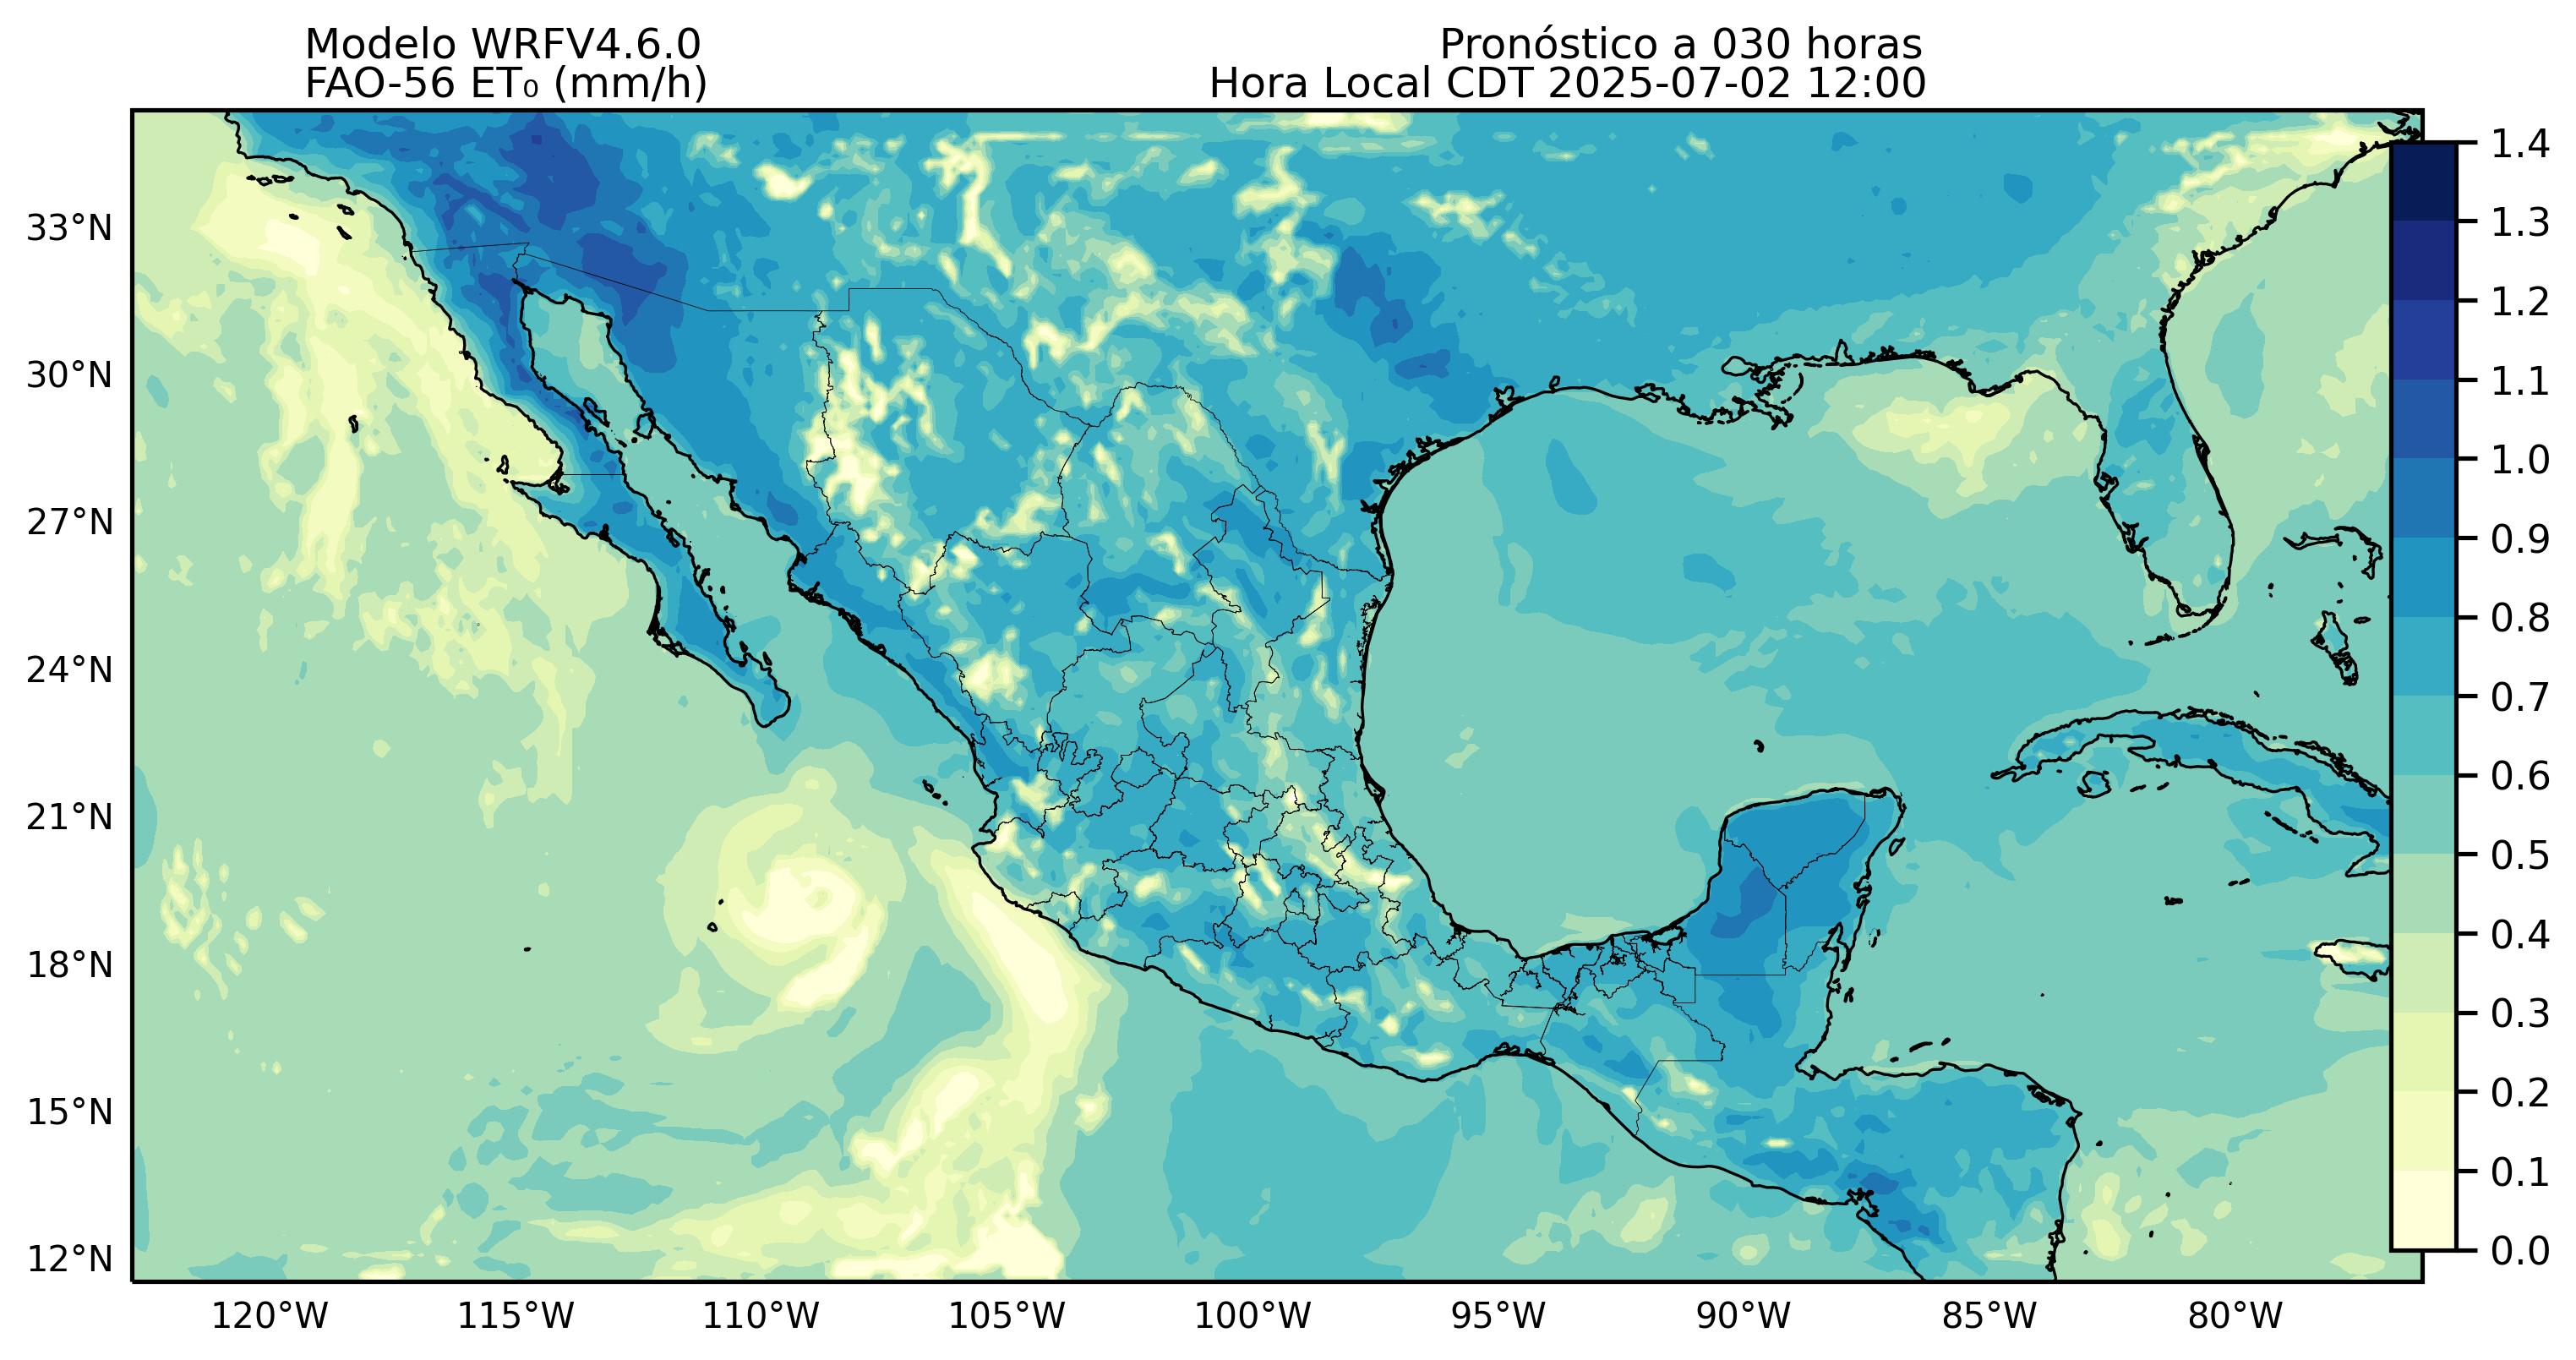 Modelo WRFV4.6.0
FAO-56 ET₀ (mm/h)
Pronóstico a 030 horas
Hora Local CDT 2025-07-02 12:00
33°N
30°N
27°N
24°N
21°N
18°N
15°N
12°N
120°W
115°W
110°W
105°W
100°W
95°W
90°W
85°W
80°W
1.4
1.3
1.2
1.1
1.0
0.9
0.8
0.7
0.6
0.5
0.4
0.3
0.2
0.1
0.0